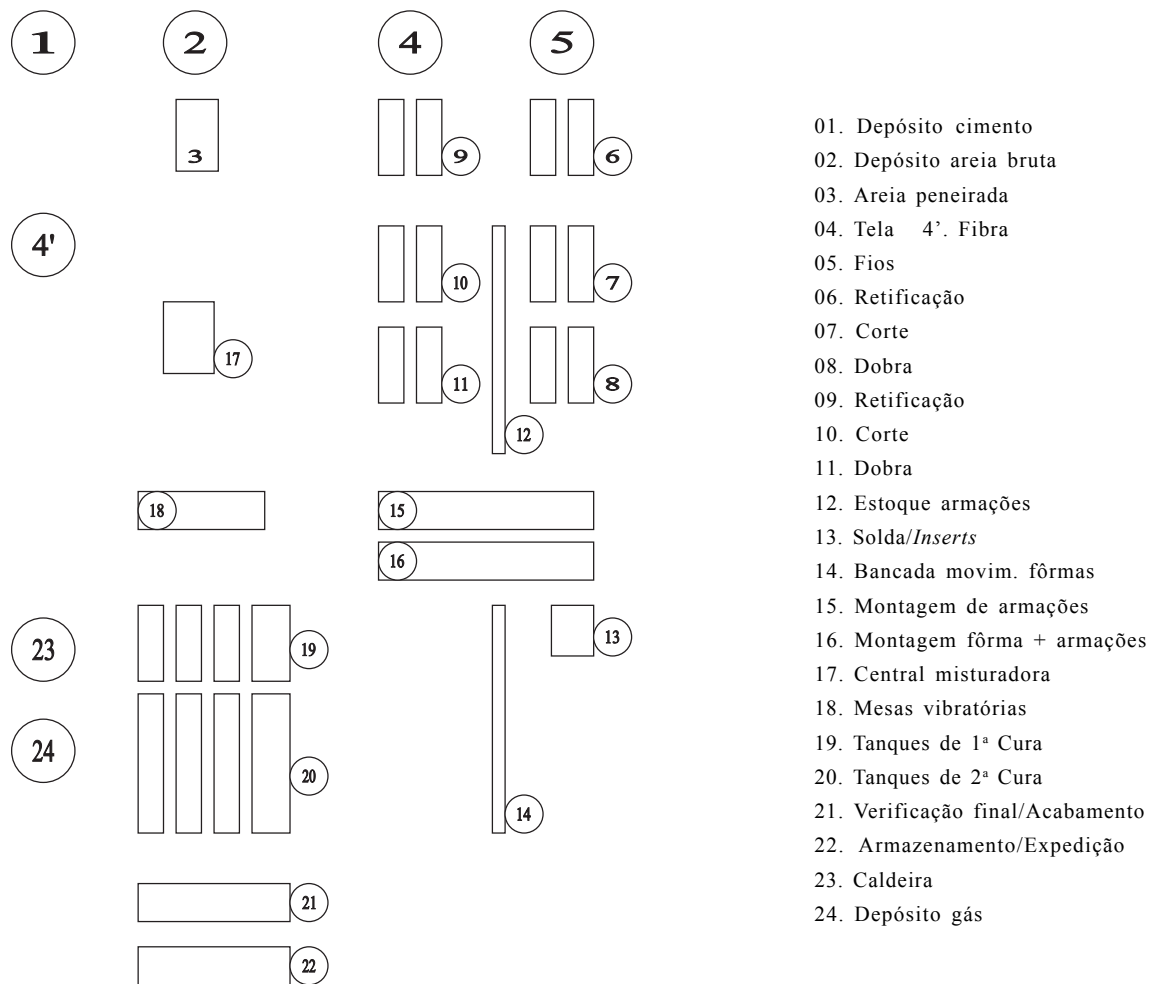 1 2 4 5
3 9 6
4' 10 7
17 11 8
12
18 15
16
23 19 13
24 20 14
21
22
01. Depósito cimento
02. Depósito areia bruta
03. Areia peneirada
04. Tela 4’. Fibra
05. Fios
06. Retificação
07. Corte
08. Dobra
09. Retificação
10. Corte
11. Dobra
12. Estoque armações
13. Solda/Inserts
14. Bancada movim. fôrmas
15. Montagem de armações
16. Montagem fôrma + armações
17. Central misturadora
18. Mesas vibratórias
19. Tanques de 1ª Cura
20. Tanques de 2ª Cura
21. Verificação final/Acabamento
22. Armazenamento/Expedição
23. Caldeira
24. Depósito gás